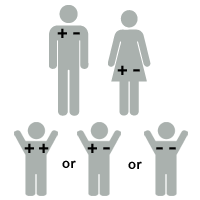 + -
+ -
+ + or + - or - -